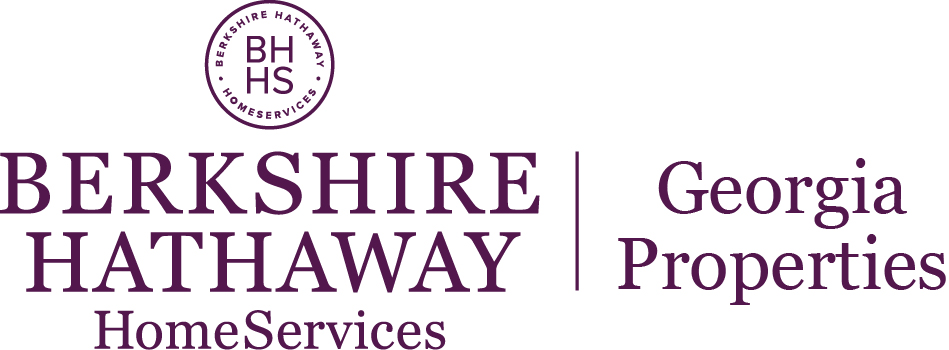 BERKSHIRE HATHAWAY
BH
HS
• HOMESERVICES •
BERKSHIRE
HATHAWAY
HomeServices
Georgia
Properties